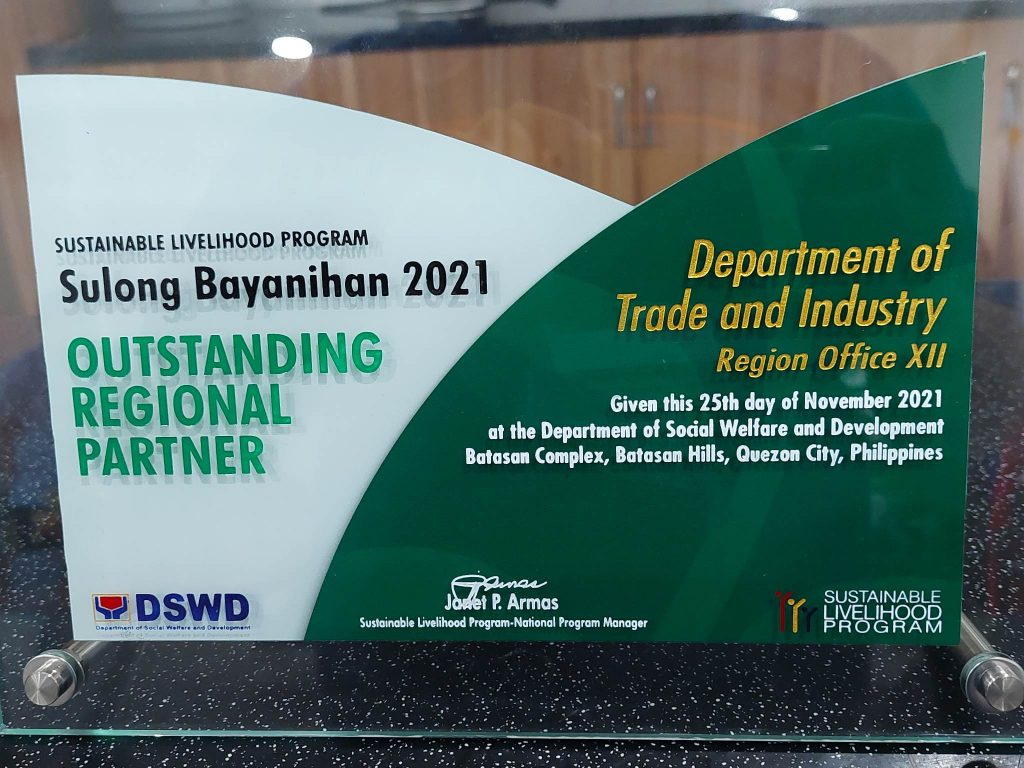 SUSTAINABLE LIVELIHOOD PROGRAM
Sulong Bayanihan 2021
OUTSTANDING
REGIONAL
PARTNER
Department of
Trade and Industry
Region Office XII
Given this 25th day of November 2021
at the Department of Social Welfare and Development
Batasan Complex, Batasan Hills, Quezon City, Philippines
DSWD
Department of Social Welfare and Development
Janet P. Armas
Sustainable Livelihood Program-National Program Manager
SUSTAINABLE
LIVELIHOOD
PROGRAM